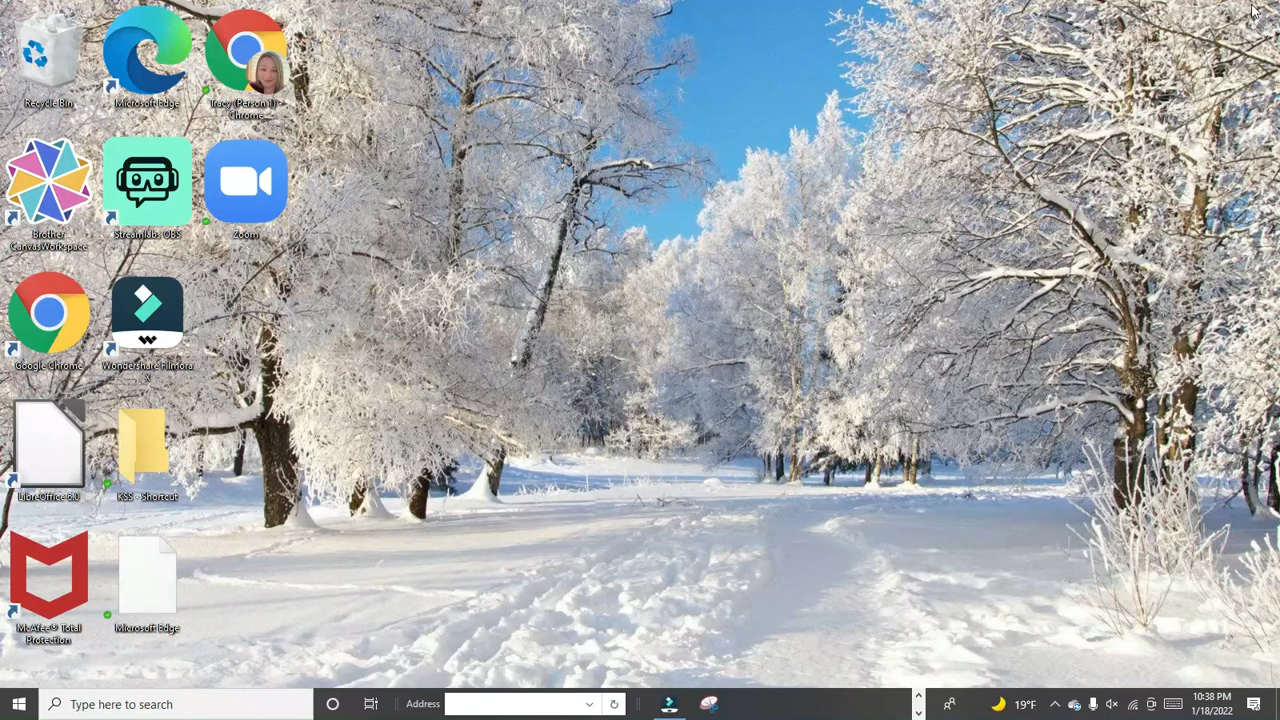 Recycle Bin
Microsoft Edge
Tracy (Person 1) - Chrome
Brother CanvasWorkspace
Streamlabs OBS
Zoom
Google Chrome
Wondershare Filmora X
LibreOffice 6.0
KSS - Shortcut
McAfee® Total Protection
Microsoft Edge
Type here to search
Address
19°F
10:38 PM
1/18/2022